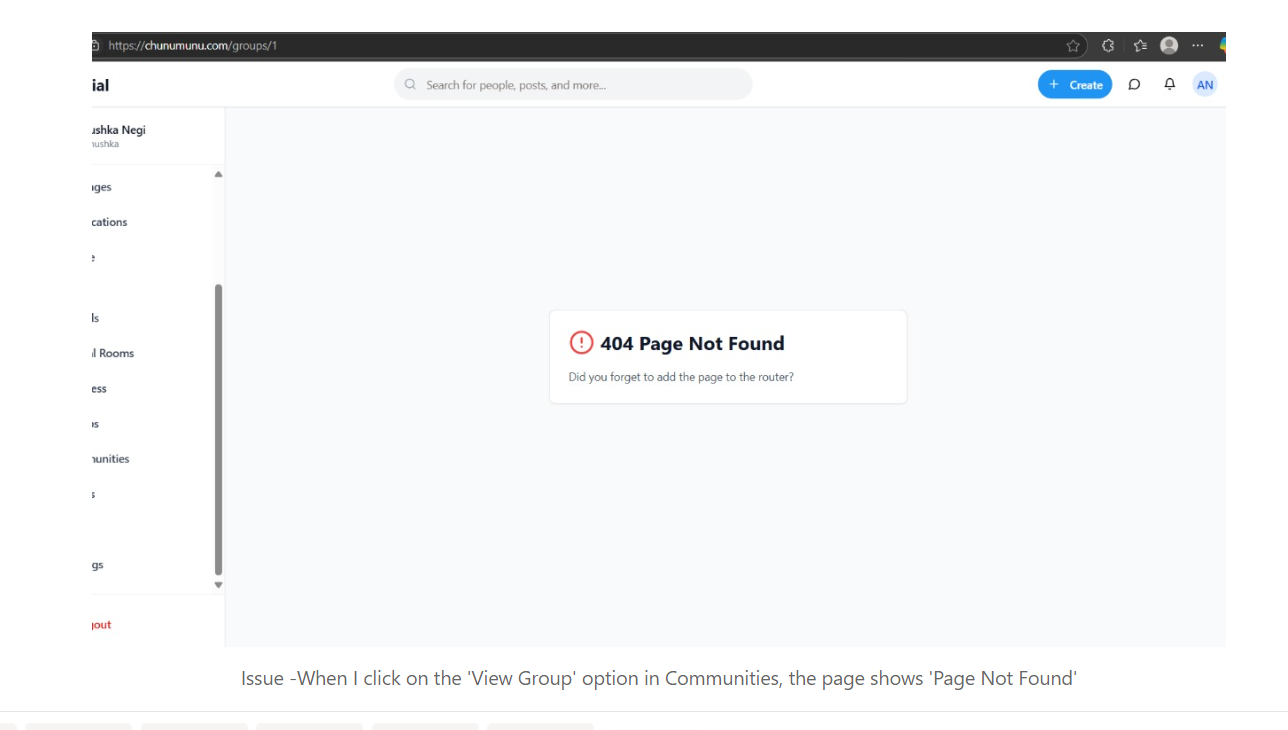 https://chunumunu.com/groups/1
ial
Search for people, posts, and more...
+ Create
AN
ushka Negi
nushka
ages
cations
e
ls
l Rooms
ess
ps
nunities
s
gs
gout
404 Page Not Found
Did you forget to add the page to the router?
Issue -When I click on the 'View Group' option in Communities, the page shows 'Page Not Found'